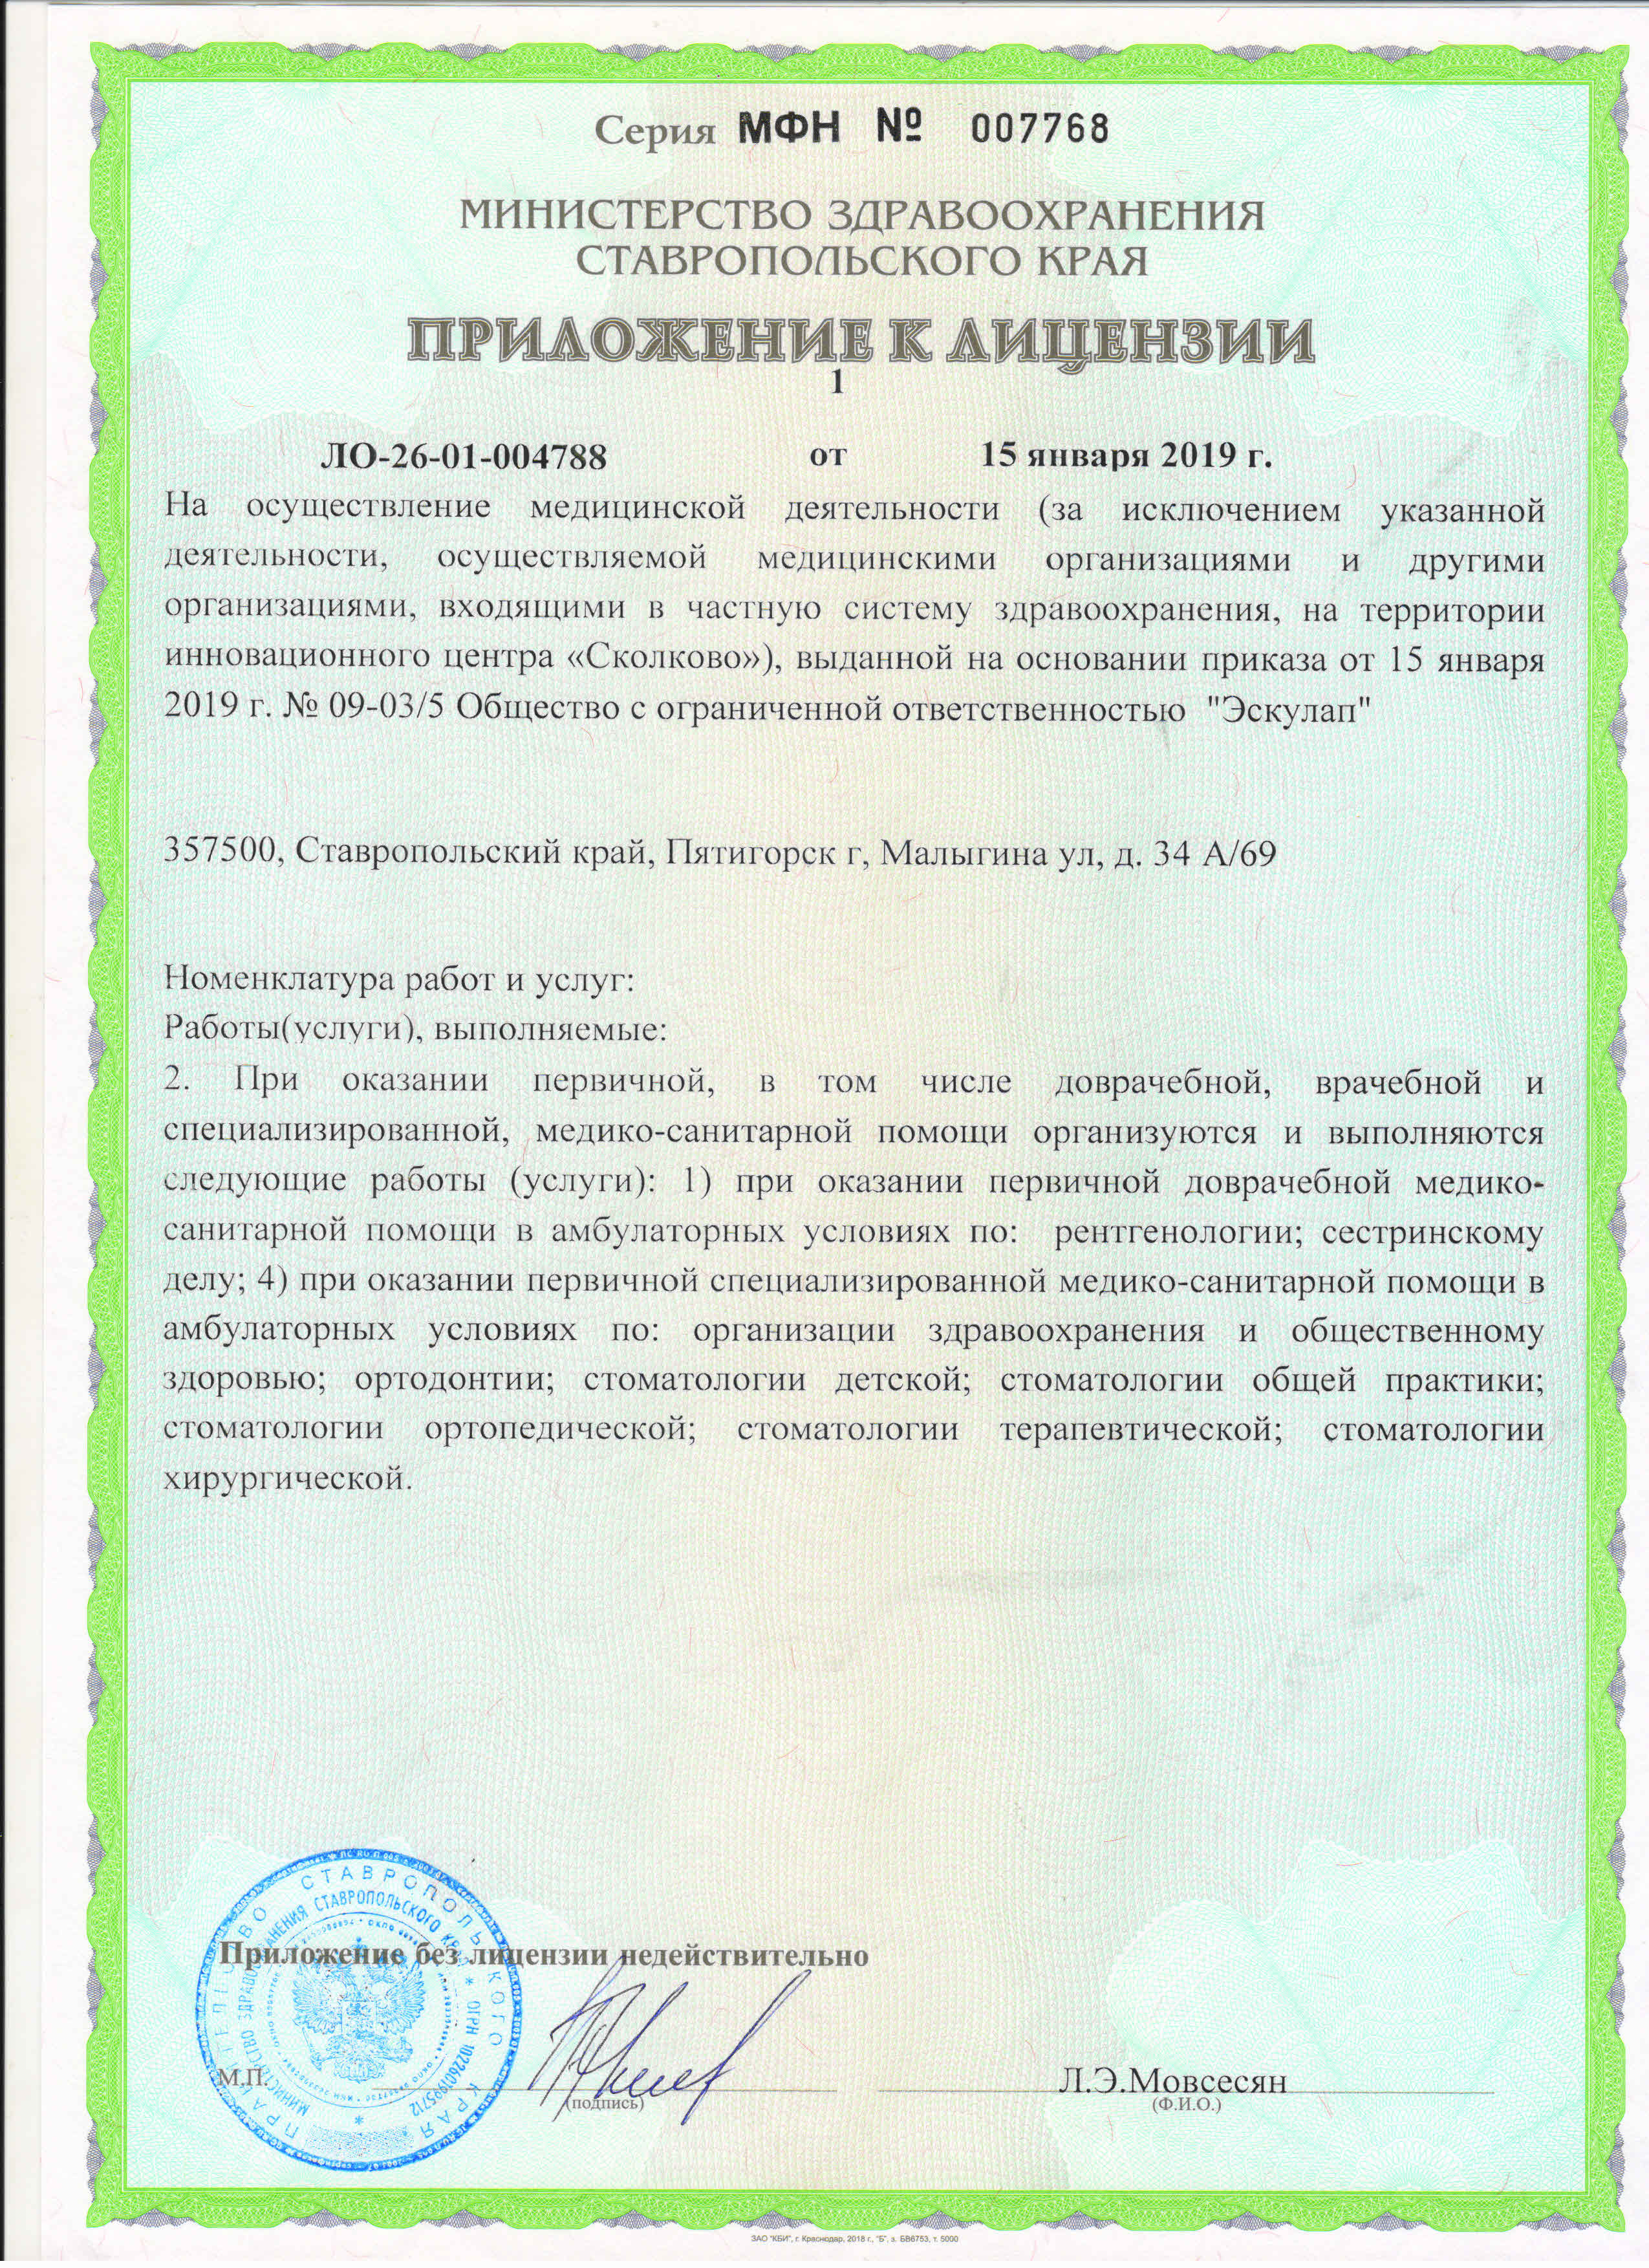 Серия МФН № 007768
МИНИСТЕРСТВО ЗДРАВООХРАНЕНИЯ
СТАВРОПОЛЬСКОГО КРАЯ
ПРИЛОЖЕНИЕ К ЛИЦЕНЗИИ
1
ЛО-26-01-004788 от 15 января 2019 г.
На осуществление медицинской деятельности (за исключением указанной
деятельности, осуществляемой медицинскими организациями и другими
организациями, входящими в частную систему здравоохранения, на территории
инновационного центра «Сколково»), выданной на основании приказа от 15 января
2019 г. № 09-03/5 Общество с ограниченной ответственностью "Эскулап"
357500, Ставропольский край, Пятигорск г, Малыгина ул, д. 34 А/69
Номенклатура работ и услуг:
Работы(услуги), выполняемые:
2. При оказании первичной, в том числе доврачебной, врачебной и
специализированной, медико-санитарной помощи организуются и выполняются
следующие работы (услуги): 1) при оказании первичной доврачебной медико-
санитарной помощи в амбулаторных условиях по: рентгенологии; сестринскому
делу; 4) при оказании первичной специализированной медико-санитарной помощи в
амбулаторных условиях по: организации здравоохранения и общественному
здоровью; ортодонтии; стоматологии детской; стоматологии общей практики;
стоматологии ортопедической; стоматологии терапевтической; стоматологии
хирургической.
ПРАВИТЕЛЬСТВО СТАВРОПОЛЬСКОГО КРАЯ
МИНИСТЕРСТВО ЗДРАВООХРАНЕНИЯ СТАВРОПОЛЬСКОГО КРАЯ * ОГРН 1022601995712
Приложение без лицензии недействительно
М.П.
Л.Э.Мовсесян
(подпись) (Ф.И.О.)
ЗАО "КБИ", г. Краснодар, 2018 г., "Б", з. БВ6753, т. 5000